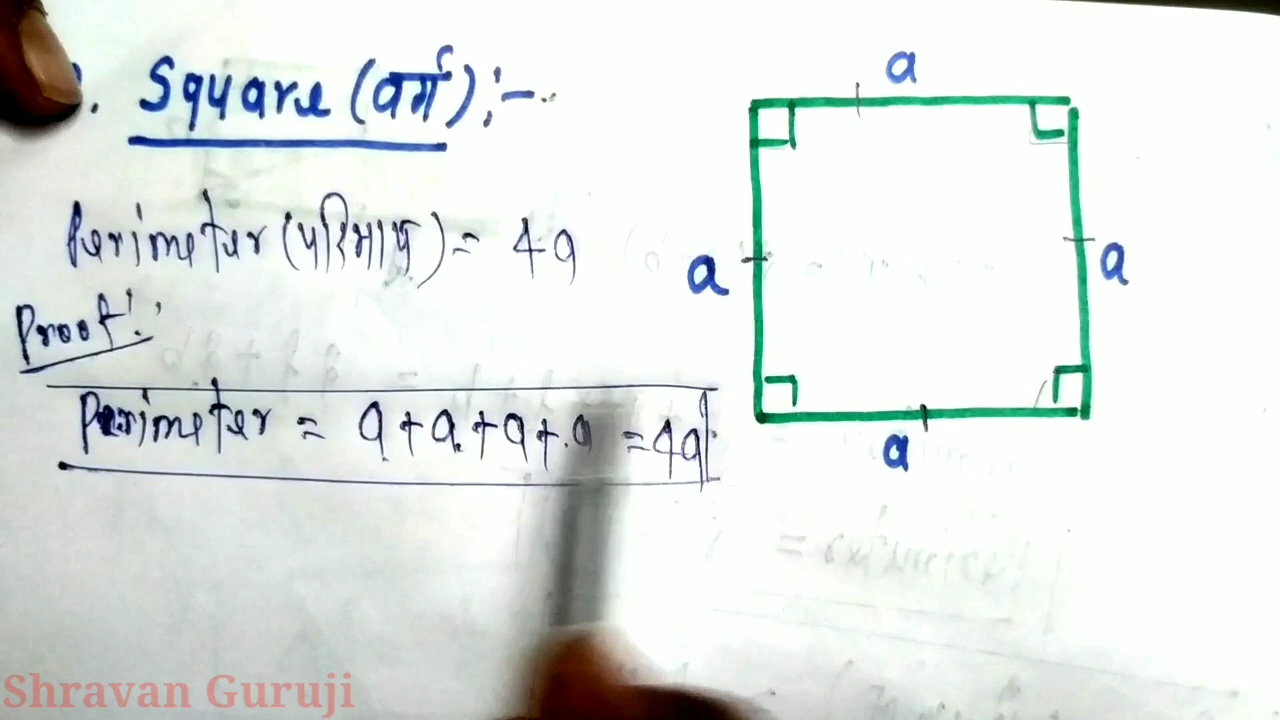 Square (वर्ग):-
Perimeter (परिमाप) = 4a
Proof:
Perimeter = a + a + a + a = 4a
a
a
a
a
Shravan Guruji